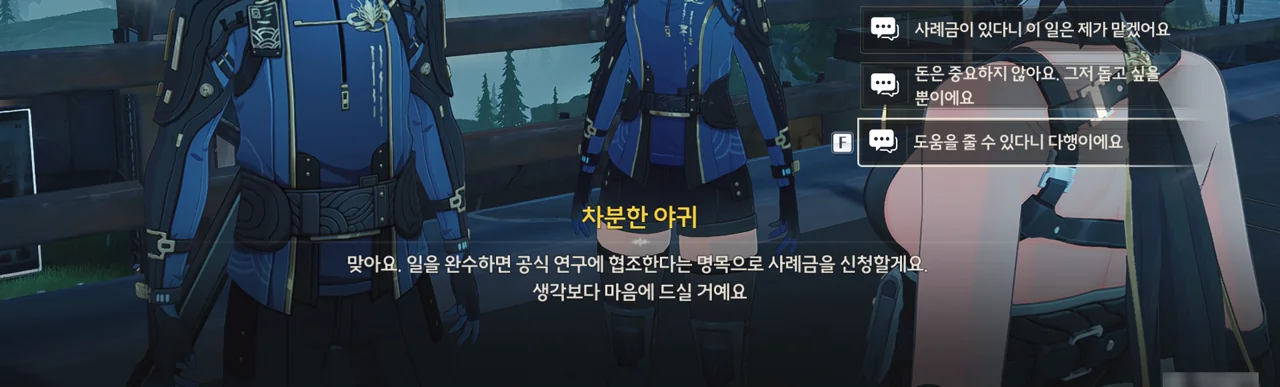 사례금이 있다니 이 일은 제가 맡겠어요
돈은 중요하지 않아요. 그저 돕고 싶을
뿐이에요
F
도움을 줄 수 있다니 다행이에요
차분한 야귀
맞아요. 일을 완수하면 공식 연구에 협조한다는 명목으로 사례금을 신청할게요.
생각보다 마음에 드실 거예요